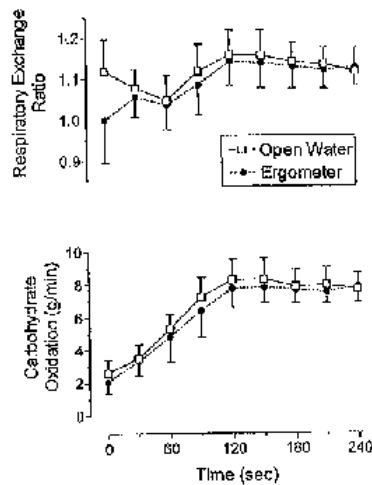 Respiratory Exchange
Ratio
1.2
1.1
1.0
0.9
Open Water
Ergometer
Carbohydrate
Oxidation (g/min)
10
8
6
4
2
0
0 60 120 180 240
Time (sec)